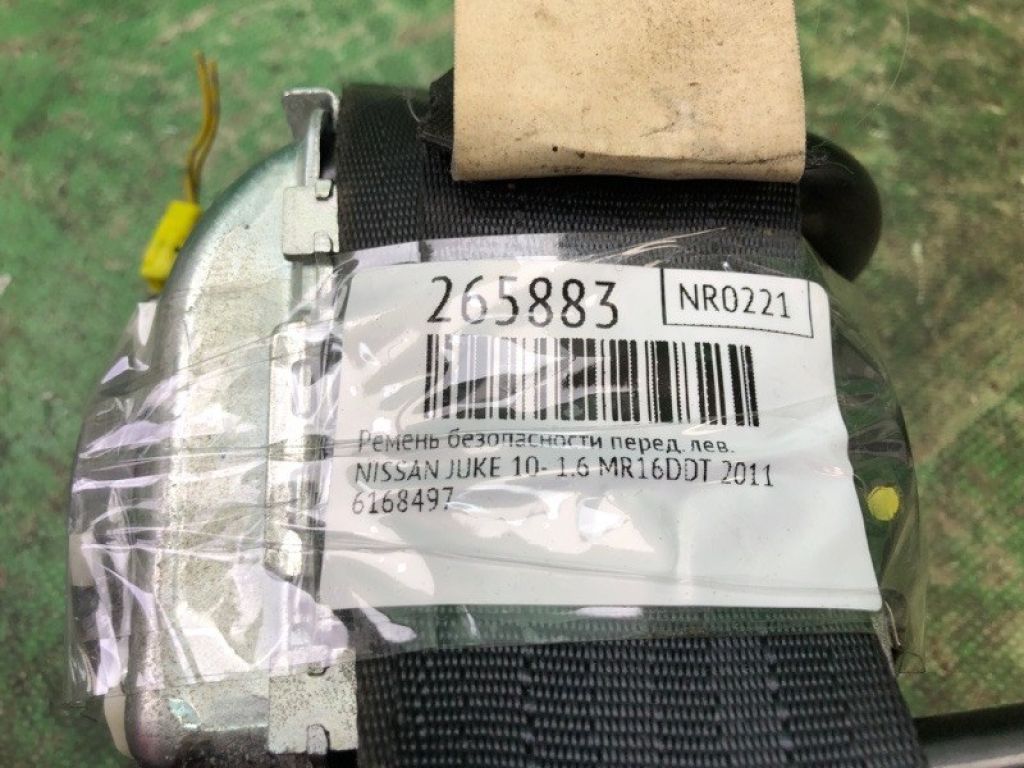 265883
NR0221
Ремень безопасности перед. лев.
NISSAN JUKE 10- 1.6 MR16DDT 2011
6168497